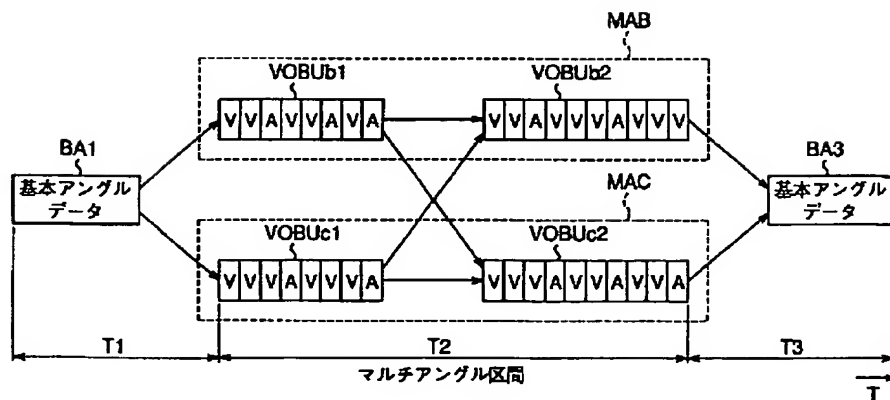 MAB
VOBUb1
VOBUb2
V V A V V A V A
V V A V V V V A V V V
BA1
基本アングル
データ
BA3
基本アングル
データ
MAC
VOBUc1
VOBUc2
V V V A V V V A
V V V A V V A V V A
T1
T2
T3
マルチアングル区間
T